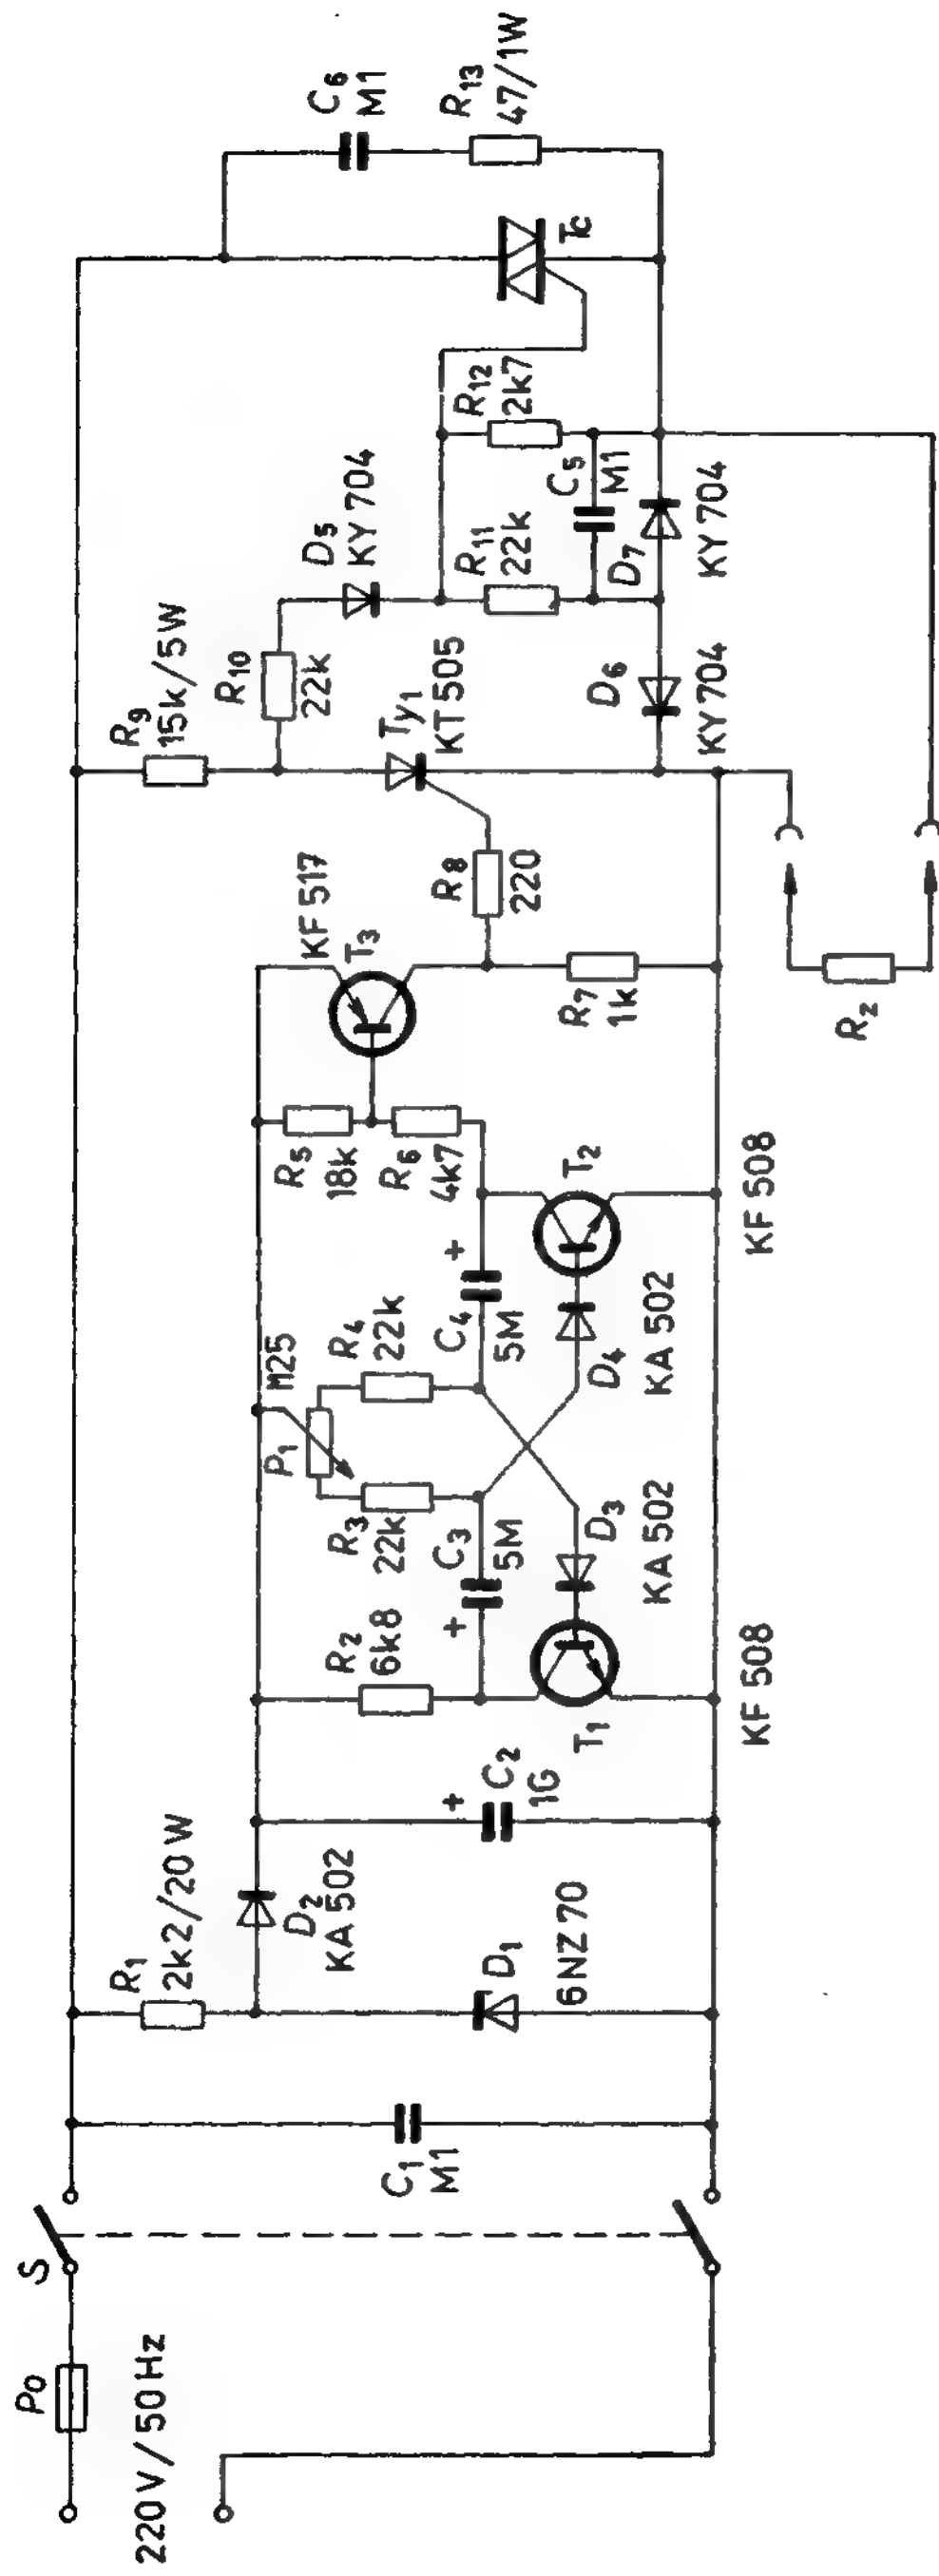 220V/50Hz
Po
S
C1
M1
R1
2k2/20W
D1
6NZ70
D2
KA502
C2
1G
R2
6k8
T1
KF508
C3
5M
D3
KA502
R3
22k
P1
M25
R4
22k
C4
5M
D4
KA502
T2
KF508
R5
18k
R6
4k7
KF517
T3
R7
1k
R8
220
Rz
R9
15k/5W
Ty1
KT505
R10
22k
D6
KY704
D5
KY704
R11
22k
D7
KY704
C5
M1
R12
2k7
Tc
C6
M1
R13
47/1W
+
+
+